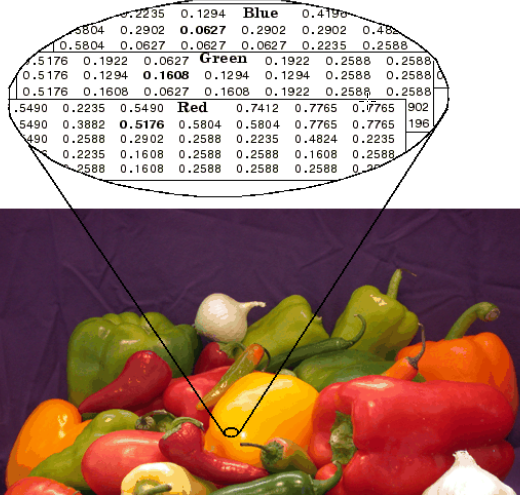 0.2235 0.1294 Blue 0.4196
5804 0.2902 0.0627 0.2902 0.2902 0.482
0.5804 0.0627 0.0627 0.0627 0.2235 0.2588
.5176 0.1922 0.0627 Green 0.1922 0.2588 0.2588
0.5176 0.1294 0.1608 0.1294 0.1294 0.2588 0.2588
0.5176 0.1608 0.0627 0.1608 0.1922 0.2588 0.2588
.5490 0.2235 0.5490 Red 0.7412 0.7765 0.7765 902
5490 0.3882 0.5176 0.5804 0.5804 0.7765 0.7765 196
490 0.2588 0.2902 0.2588 0.2235 0.4824 0.2235
0.2235 0.1608 0.2588 0.2588 0.1608 0.2588
0.2588 0.1608 0.2588 0.2588 0.2588